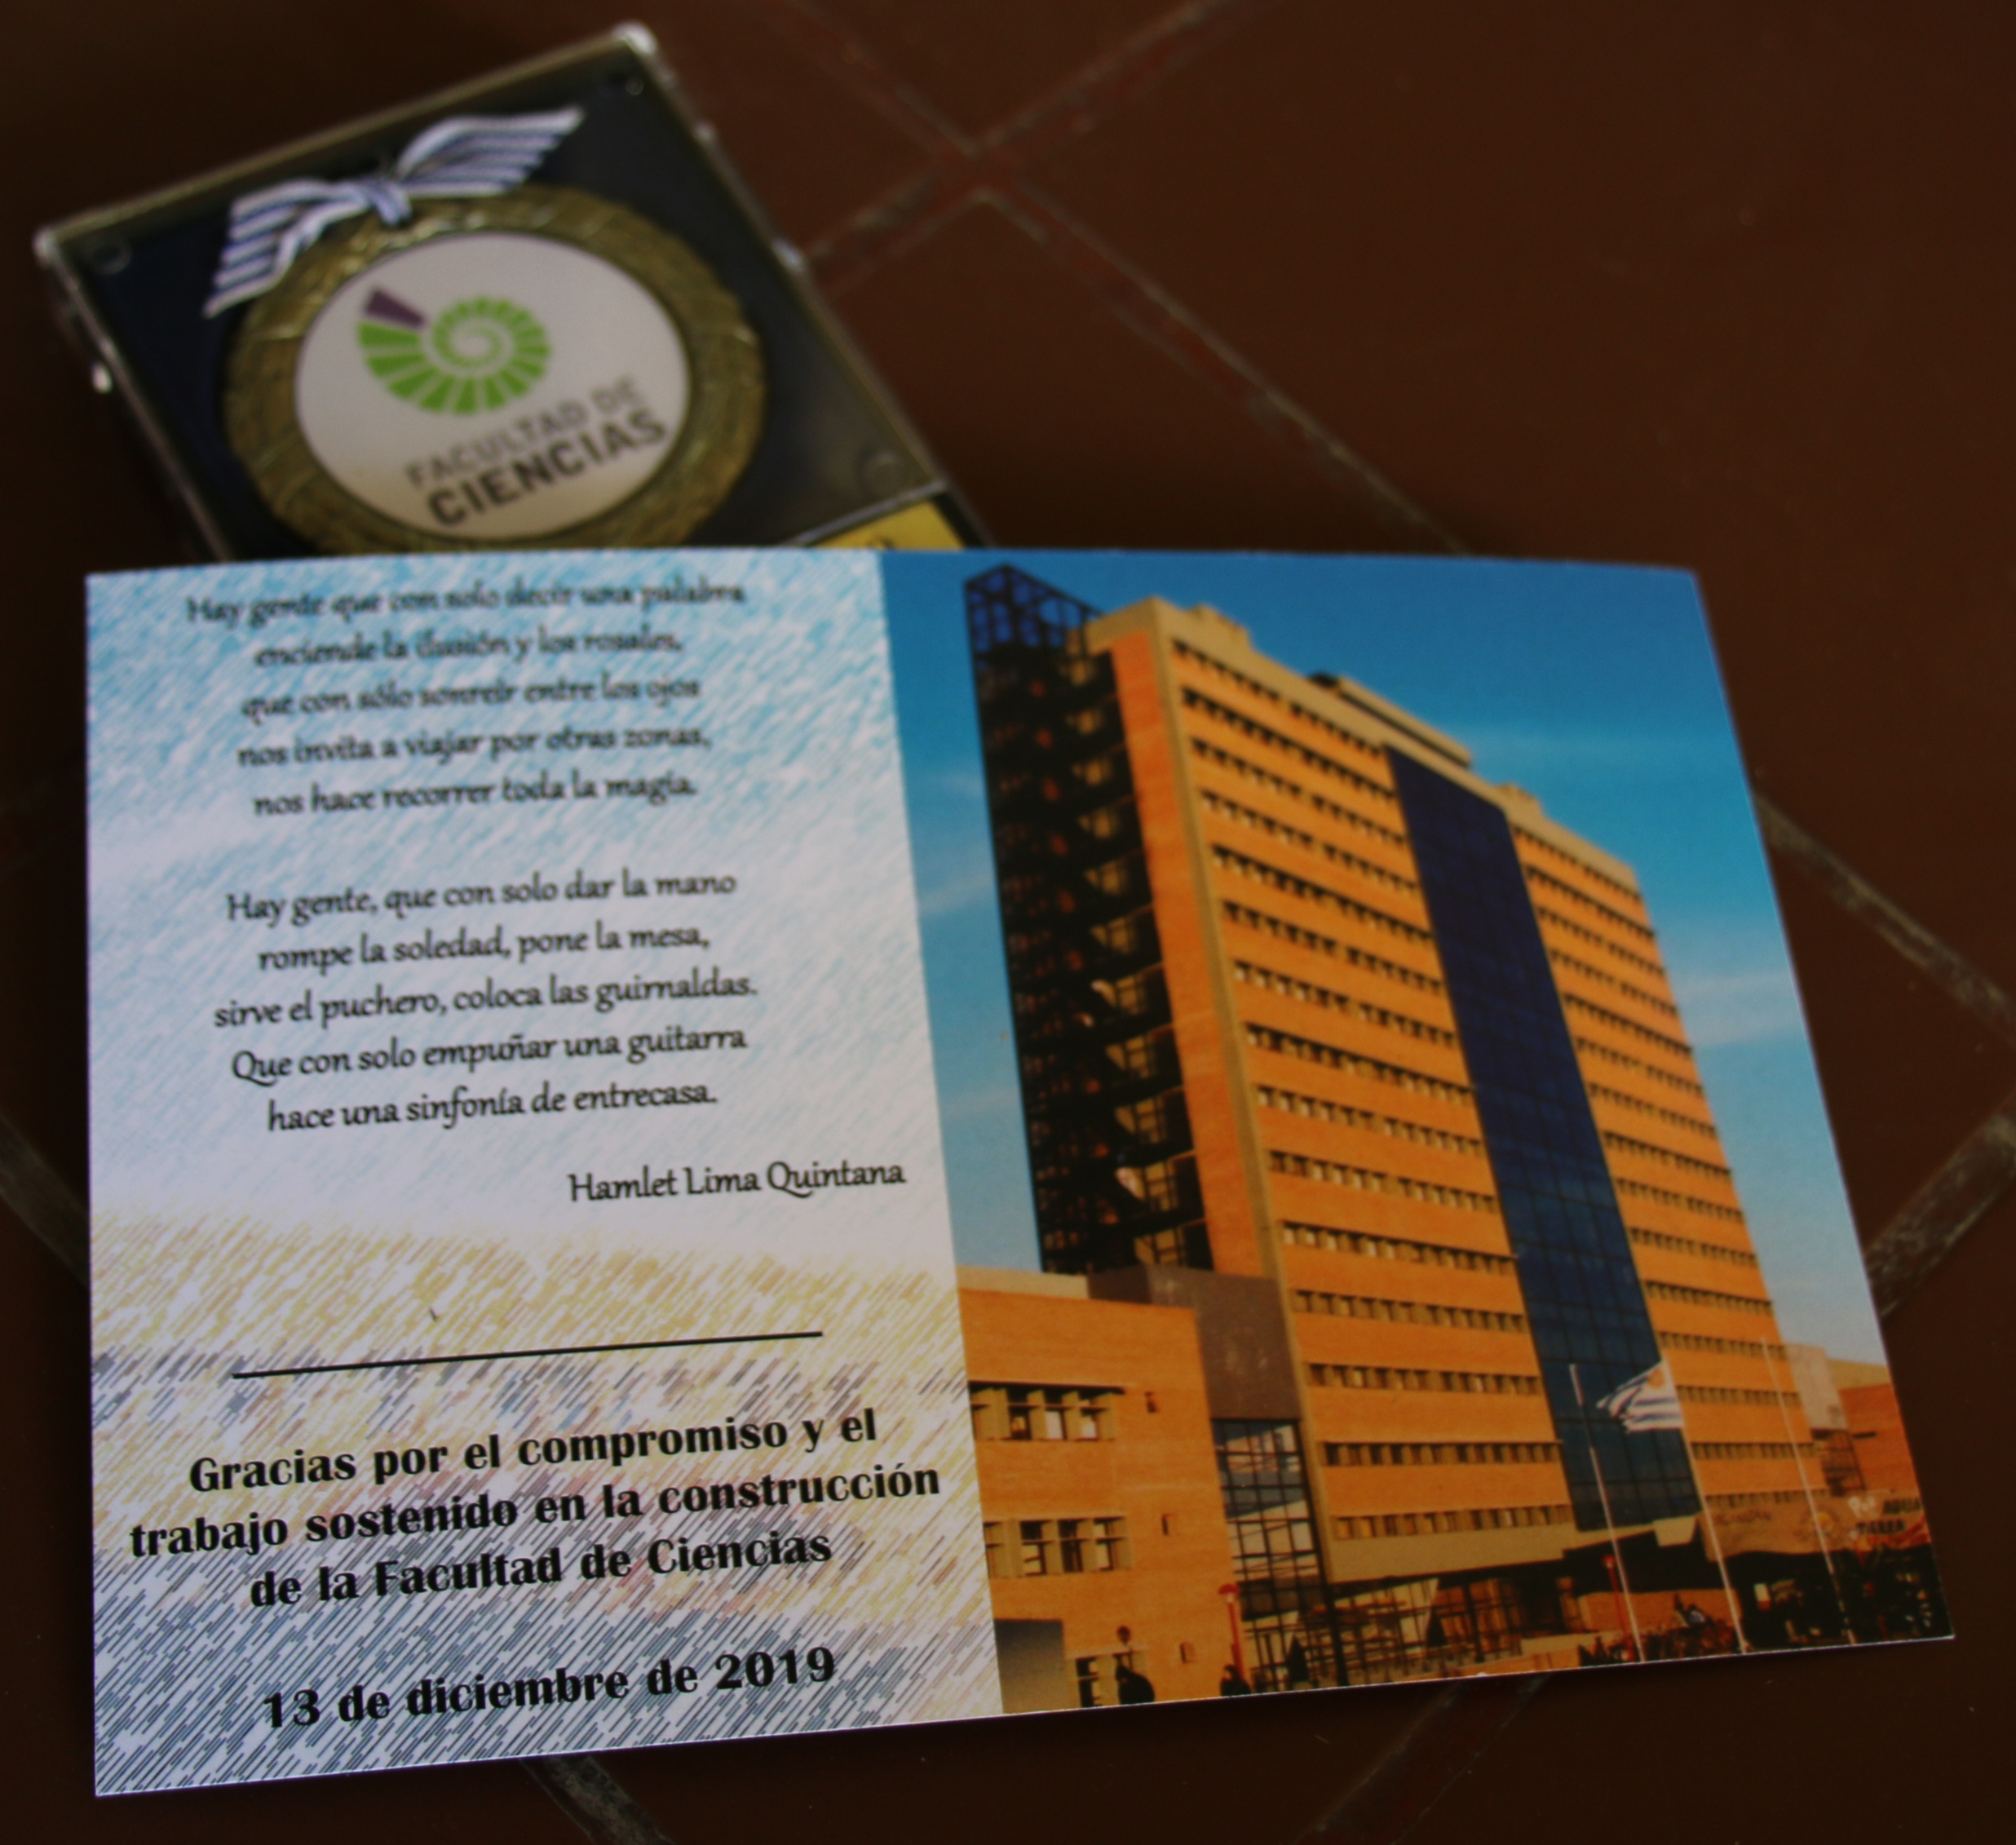 FACULTAD DE
CIENCIAS
Hay gente que con solo decir una palabra
enciende la ilusión y los rosales,
que con sólo sonreír entre los ojos
nos invita a viajar por otras zonas,
nos hace recorrer toda la magia.
Hay gente, que con solo dar la mano
rompe la soledad, pone la mesa,
sirve el puchero, coloca las guirnaldas.
Que con solo empuñar una guitarra
hace una sinfonía de entrecasa.
Hamlet Lima Quintana
Gracias por el compromiso y el
trabajo sostenido en la construcción
de la Facultad de Ciencias
13 de diciembre de 2019
AGUA
TIERRA